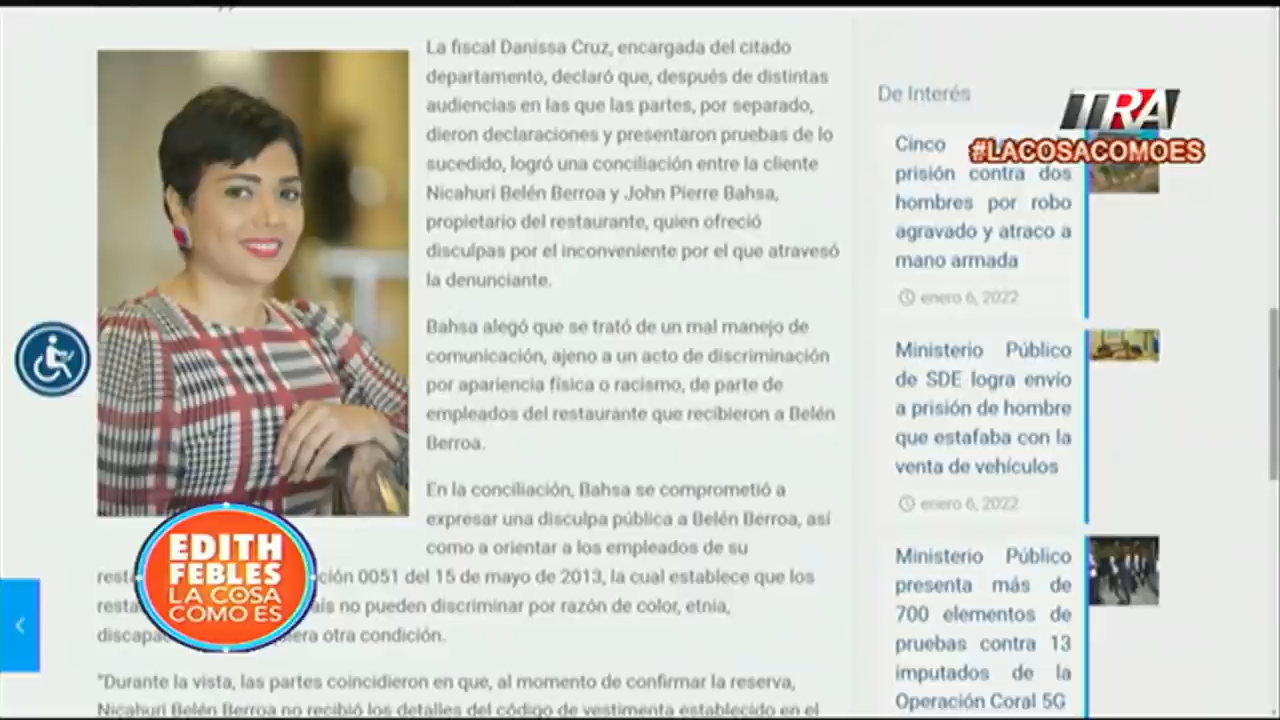 La fiscal Danissa Cruz, encargada del citado
departamento, declaró que, después de distintas
audiencias en las que las partes, por separado,
dieron declaraciones y presentaron pruebas de lo
sucedido, logró una conciliación entre la cliente
Nicahuri Belén Berroa y John Pierre Bahsa,
propietario del restaurante, quien ofreció
disculpas por el inconveniente por el que atravesó
la denunciante.
Bahsa alegó que se trató de un mal manejo de
comunicación, ajeno a un acto de discriminación
por apariencia física o racismo, de parte de
empleados del restaurante que recibieron a Belén
Berroa.
En la conciliación, Bahsa se comprometió a
expresar una disculpa pública a Belén Berroa, así
como a orientar a los empleados de su
0051 del 15 de mayo de 2013, la cual establece que los
no pueden discriminar por razón de color, etnia,
otra condición.
"Durante la vista, las partes coincidieron en que, al momento de confirmar la reserva,
Nicahuri Belén Berroa no recibió los detalles del código de vestimenta establecido en el
EDITH
FEBLES
LA COSA
COMO ES
De Interés
TRA
#LACOSACOMOES
Cinco
prisión contra dos
hombres por robo
agravado y atraco a
mano armada
enero 6, 2022
Ministerio Público
de SDE logra envío
a prisión de hombre
que estafaba con la
venta de vehículos
enero 6, 2022
Ministerio Público
presenta más de
700 elementos de
pruebas contra 13
imputados de la
Operación Coral 5G